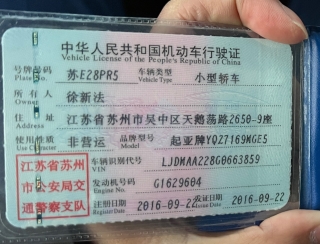 中华人民共和国机动车行驶证
Vehicle License of the People's Republic of China
号牌号码 苏E28PR5 车辆类型 小型轿车
Plate No. Vehicle Type
所有人 徐新法
Owner
住址 江苏省苏州市吴中区天鹅荡路2650-9座
Address
使用性质 非营运 品牌型号 起亚牌YQZ7169MGE5
Use Character Model
江苏省苏州 车辆识别代号 LJDMAA228G0663859
VIN
市公安局交 发动机号码 G1629604
Engine No.
通警察支队 注册日期 2016-09-22 发证日期 2016-09-22
Register Date Issue Date